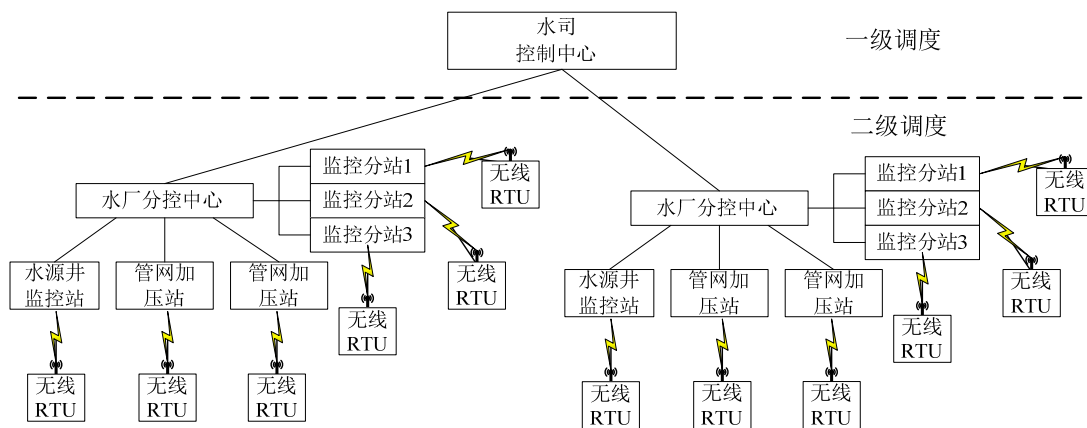 水司
控制中心
一级调度
二级调度
监控分站1
监控分站2
监控分站3
水厂分控中心
无线
RTU
无线
RTU
无线
RTU
水源井
监控站
管网加
压站
管网加
压站
无线
RTU
无线
RTU
无线
RTU
监控分站1
监控分站2
监控分站3
水厂分控中心
无线
RTU
无线
RTU
无线
RTU
水源井
监控站
管网加
压站
管网加
压站
无线
RTU
无线
RTU
无线
RTU